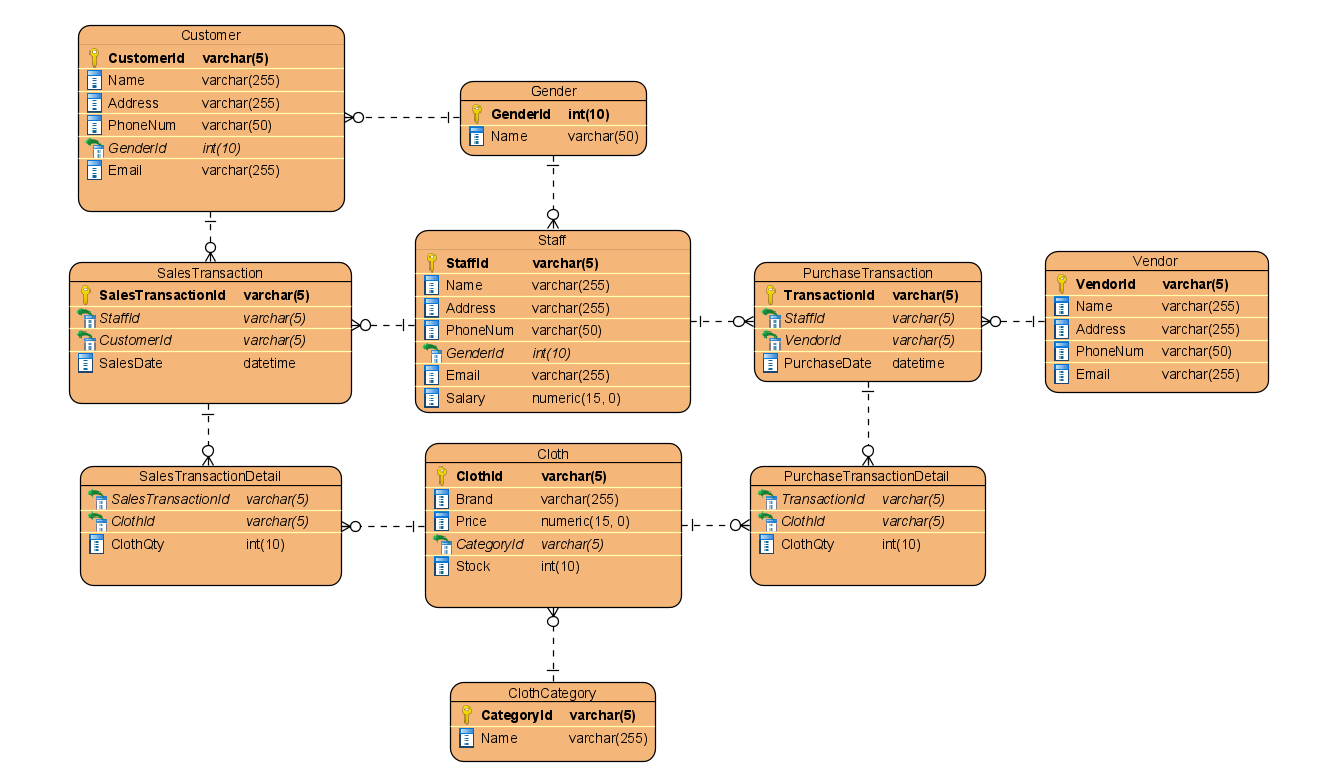 Customer
CustomerId varchar(5)
Name varchar(255)
Address varchar(255)
PhoneNum varchar(50)
GenderId int(10)
Email varchar(255)
Gender
GenderId int(10)
Name varchar(50)
SalesTransaction
SalesTransactionId varchar(5)
StaffId varchar(5)
CustomerId varchar(5)
SalesDate datetime
Staff
StaffId varchar(5)
Name varchar(255)
Address varchar(255)
PhoneNum varchar(50)
GenderId int(10)
Email varchar(255)
Salary numeric(15, 0)
PurchaseTransaction
TransactionId varchar(5)
StaffId varchar(5)
VendorId varchar(5)
PurchaseDate datetime
Vendor
VendorId varchar(5)
Name varchar(255)
Address varchar(255)
PhoneNum varchar(50)
Email varchar(255)
SalesTransactionDetail
SalesTransactionId varchar(5)
ClothId varchar(5)
ClothQty int(10)
Cloth
ClothId varchar(5)
Brand varchar(255)
Price numeric(15, 0)
CategoryId varchar(5)
Stock int(10)
PurchaseTransactionDetail
TransactionId varchar(5)
ClothId varchar(5)
ClothQty int(10)
ClothCategory
CategoryId varchar(5)
Name varchar(255)